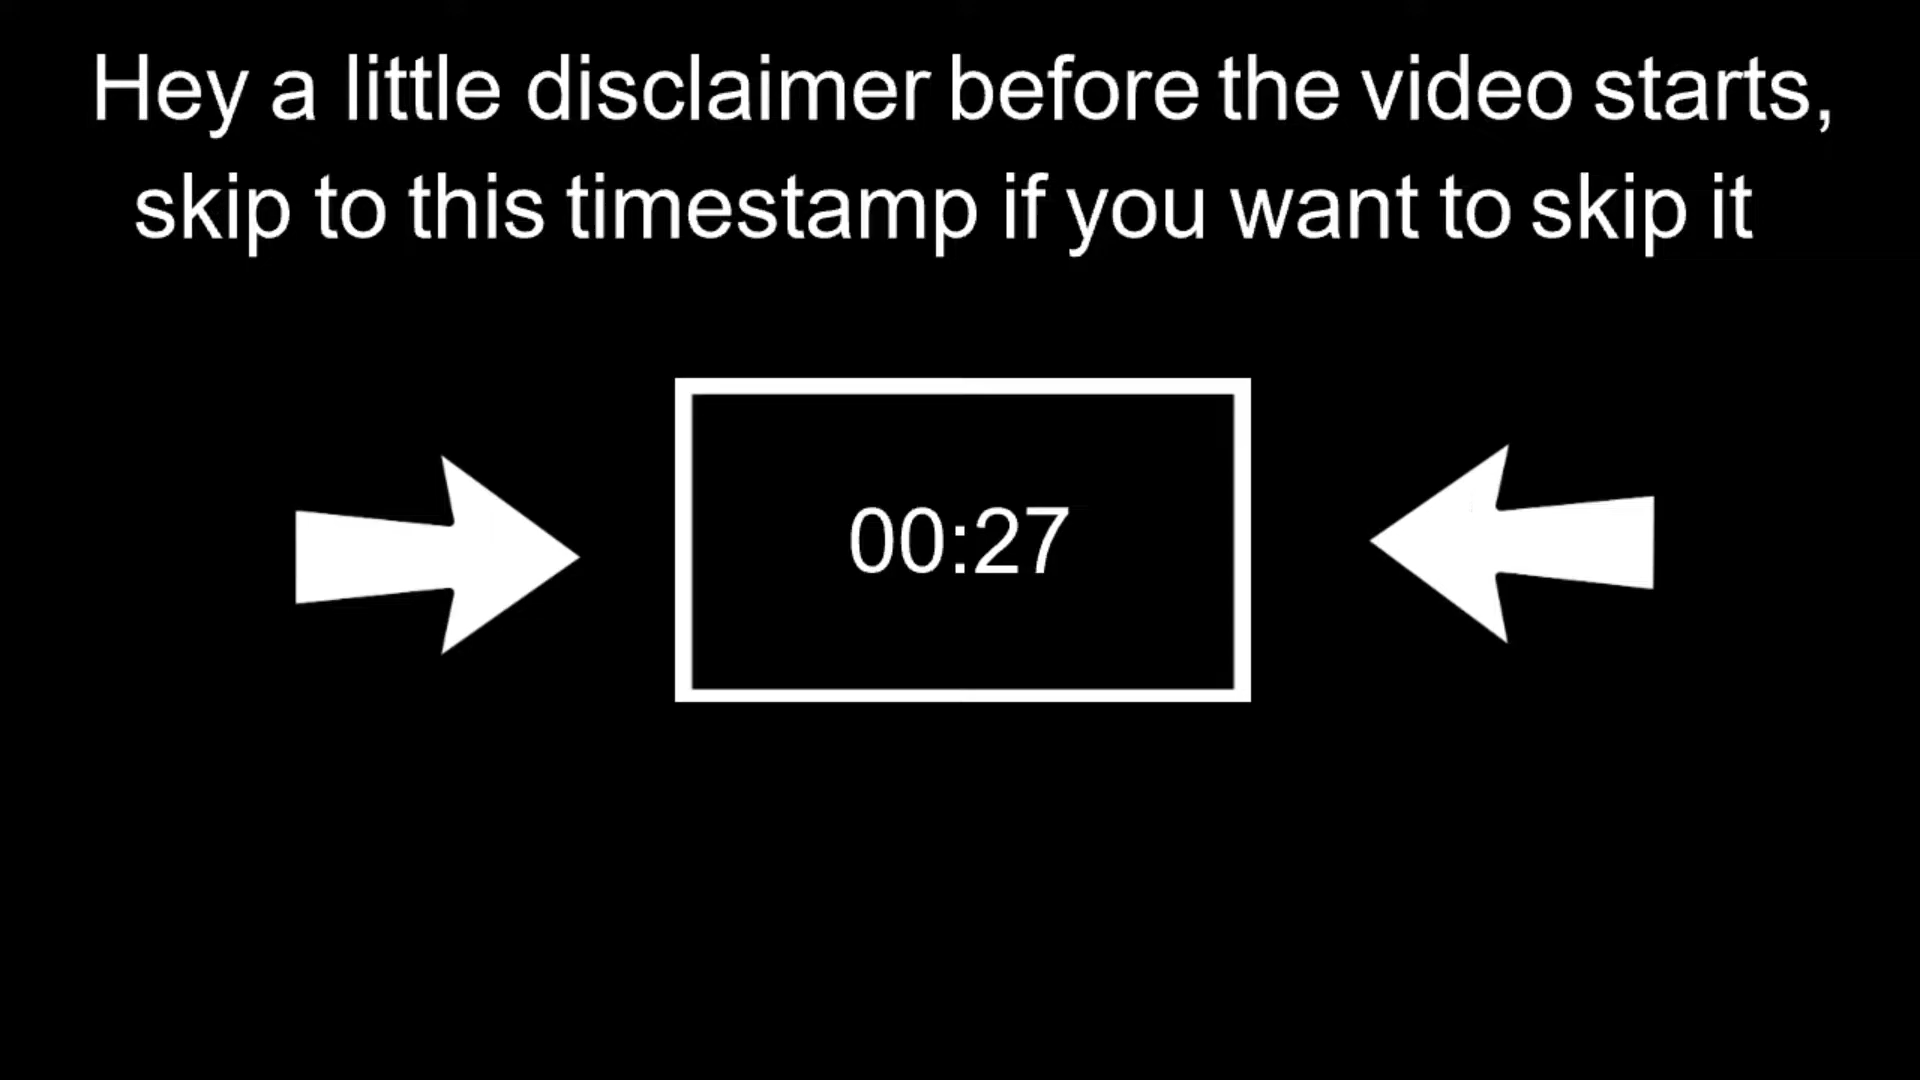 Hey a little disclaimer before the video starts,
skip to this timestamp if you want to skip it
00:27